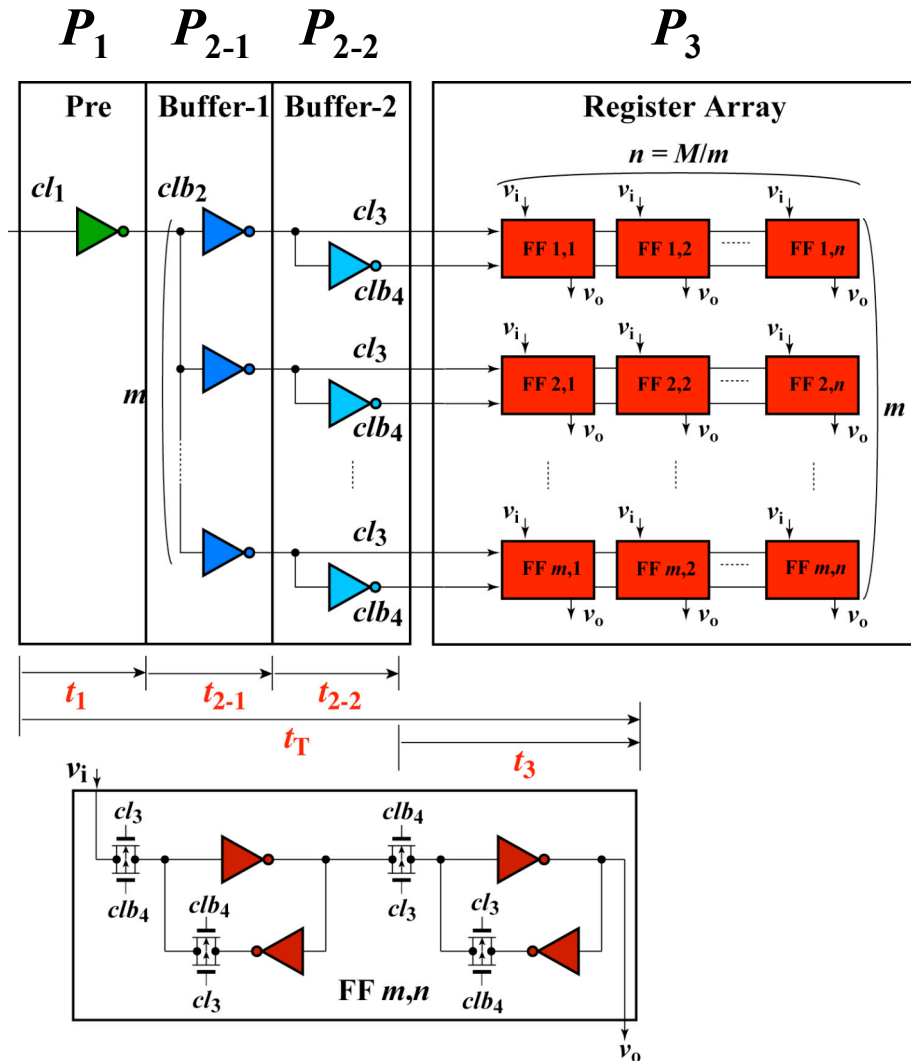 P1 P2-1 P2-2 P3
Pre Buffer-1 Buffer-2 Register Array
n = M/m
cl1 clb2 cl3 vi vi vi
FF 1,1 FF 1,2 FF 1,n
clb4 vo vo vo
cl3 vi vi vi
m FF 2,1 FF 2,2 FF 2,n m
clb4 vo vo vo
cl3 vi vi vi
FF m,1 FF m,2 FF m,n
clb4 vo vo vo
t1 t2-1 t2-2
tT t3
vi
cl3 clb4
clb4 clb4 cl3 cl3
cl3 FF m,n clb4
vo